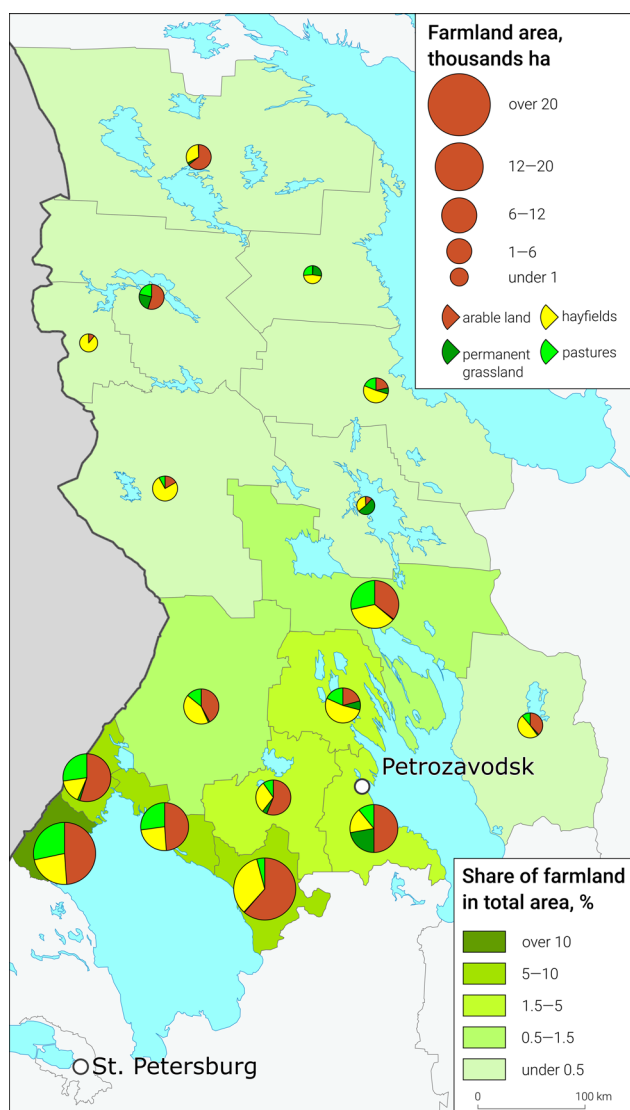 Farmland area,
thousands ha
over 20
12—20
6—12
1—6
under 1
arable land
hayfields
permanent
grassland
pastures
Petrozavodsk
Share of farmland
in total area, %
over 10
5—10
1.5—5
0.5—1.5
under 0.5
St. Petersburg
0
100 km